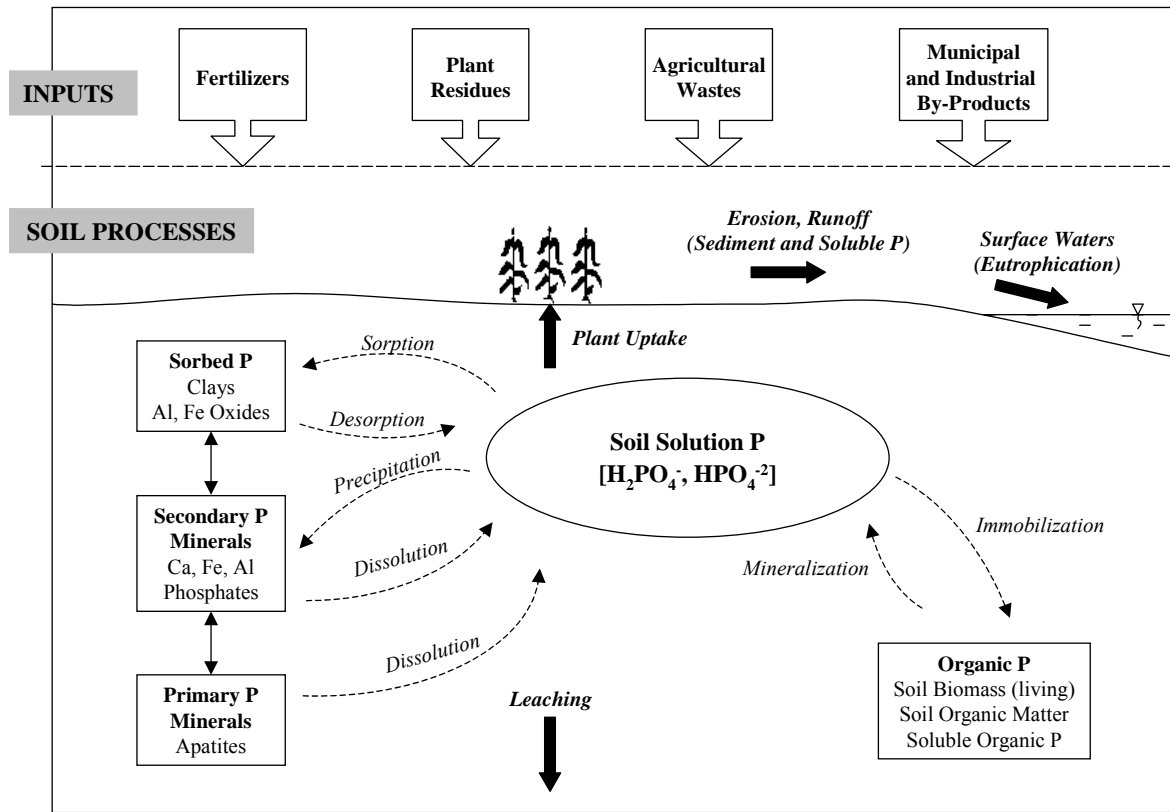 INPUTS
Fertilizers
Plant
Residues
Agricultural
Wastes
Municipal
and Industrial
By-Products
SOIL PROCESSES
Erosion, Runoff
(Sediment and Soluble P)
Surface Waters
(Eutrophication)
Plant Uptake
Sorption
Sorbed P
Clays
Al, Fe Oxides
Desorption
Precipitation
Soil Solution P
[H₂PO₄⁻, HPO₄⁻²]
Secondary P
Minerals
Ca, Fe, Al
Phosphates
Dissolution
Immobilization
Mineralization
Dissolution
Primary P
Minerals
Apatites
Leaching
Organic P
Soil Biomass (living)
Soil Organic Matter
Soluble Organic P